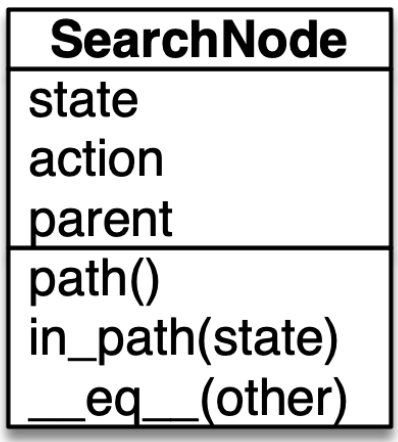 SearchNode
state
action
parent
path()
in_path(state)
__eq__(other)